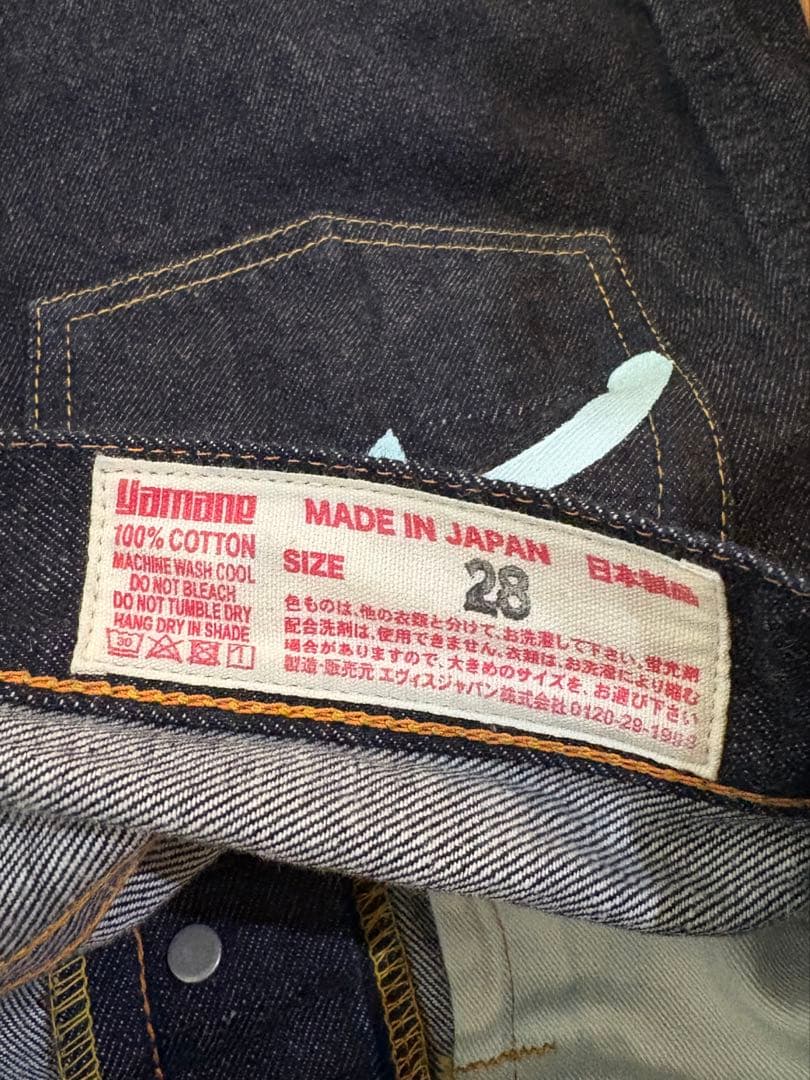 Yamane
100% COTTON
MACHINE WASH COOL
DO NOT BLEACH
DO NOT TUMBLE DRY
HANG DRY IN SHADE
30
MADE IN JAPAN 日本製品
SIZE 28
色ものは、他の衣類と分けて、お洗濯して下さい。蛍光剤
配合洗剤は、使用できません。衣類は、お洗濯により縮む
場合がありますので、大きめのサイズを、お選び下さい
製造・販売元 エヴィスジャパン株式会社 0120-29-1989